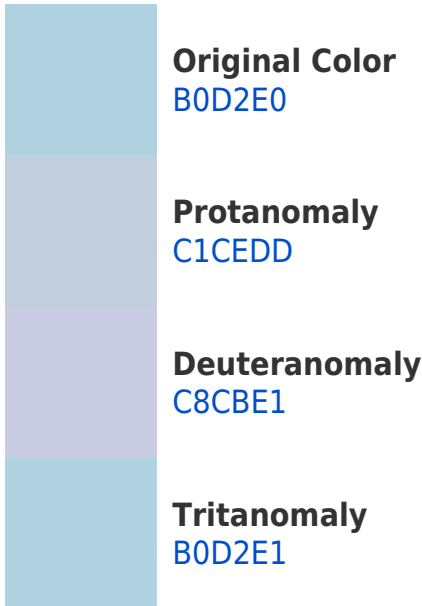 Original Color
B0D2E0
Protanomaly
C1CEDD
Deuteranomaly
C8CBE1
Tritanomaly
B0D2E1